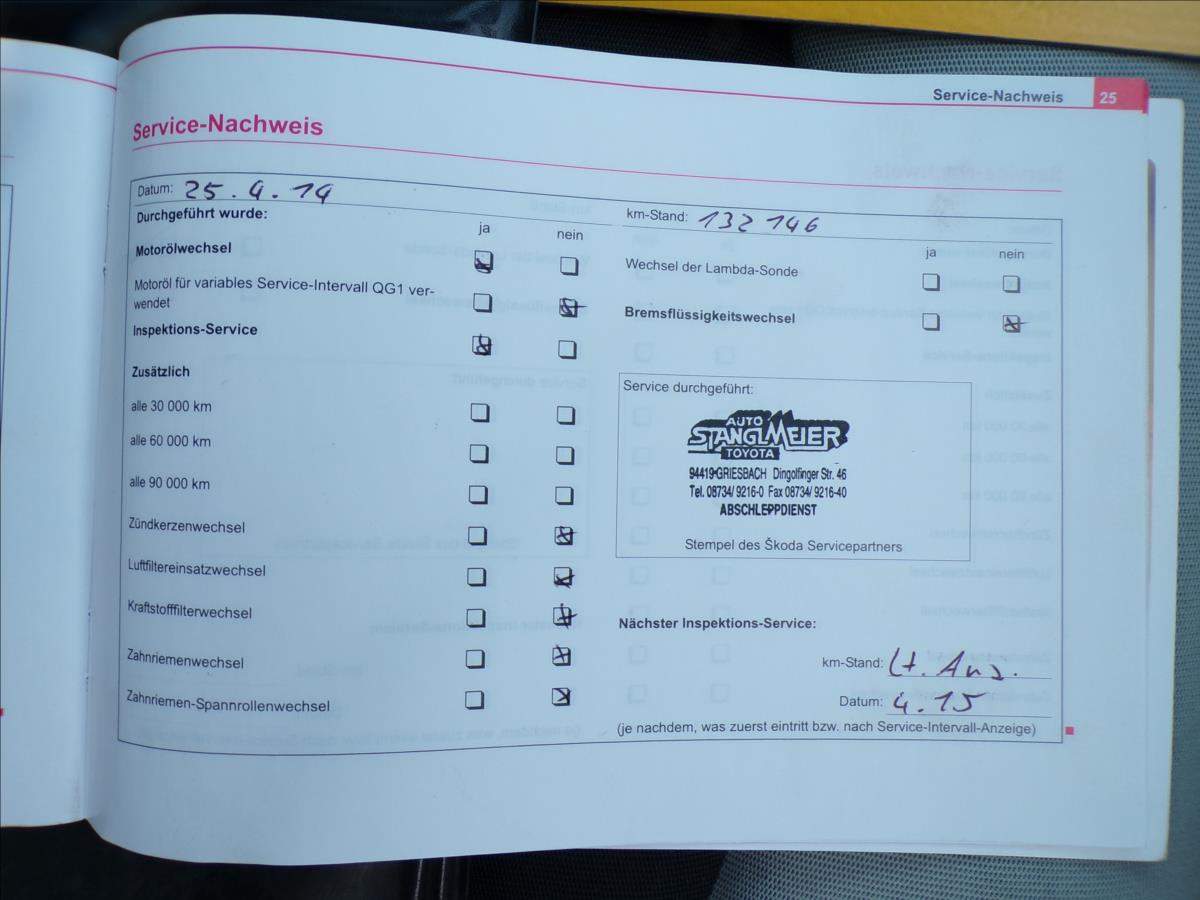 Service-Nachweis 25
Service-Nachweis
Datum: 25.4.14
Durchgeführt wurde:
ja nein
Motorölwechsel
Motoröl für variables Service-Intervall QG1 ver-
wendet
Inspektions-Service
Zusätzlich
alle 30 000 km
alle 60 000 km
alle 90 000 km
Zündkerzenwechsel
Luftfiltereinsatzwechsel
Kraftstofffilterwechsel
Zahnriemenwechsel
Zahnriemen-Spannrollenwechsel
km-Stand: 132 146
ja nein
Wechsel der Lambda-Sonde
Bremsflüssigkeitswechsel
Service durchgeführt:
AUTO
STANGLMEIER
TOYOTA
94419 GRIESBACH Dingolfinger Str. 46
Tel. 08734/ 9216-0 Fax 08734/ 9216-40
ABSCHLEPPDIENST
Stempel des Škoda Servicepartners
Nächster Inspektions-Service:
km-Stand: Lt. Anz.
Datum: 4.15
(je nachdem, was zuerst eintritt bzw. nach Service-Intervall-Anzeige)